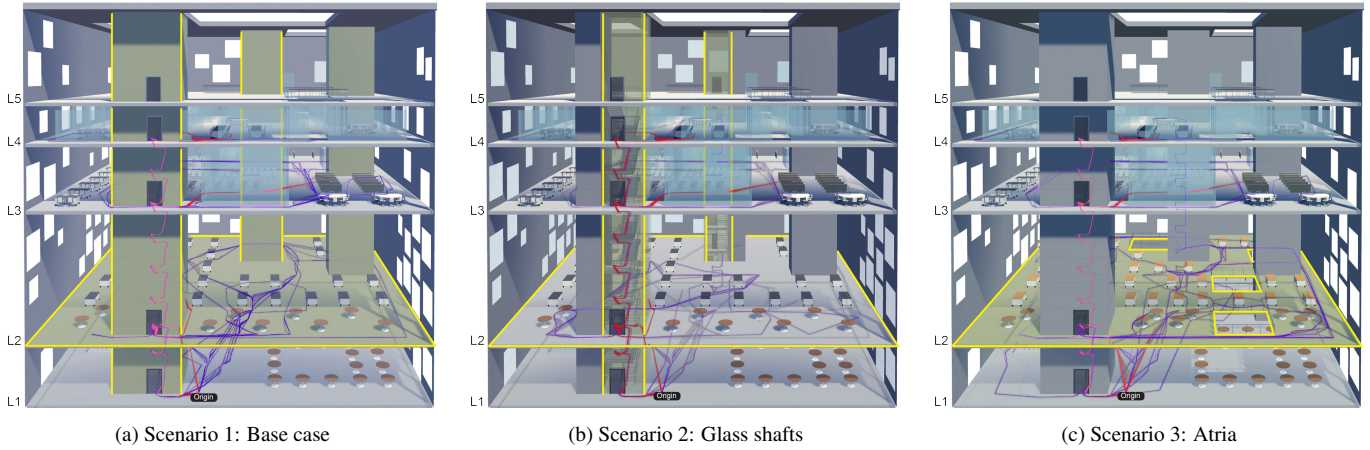 L5
L4
L3
L2
L1
Origin
(a) Scenario 1: Base case
L5
L4
L3
L2
L1
Origin
(b) Scenario 2: Glass shafts
L5
L4
L3
L2
L1
Origin
(c) Scenario 3: Atria